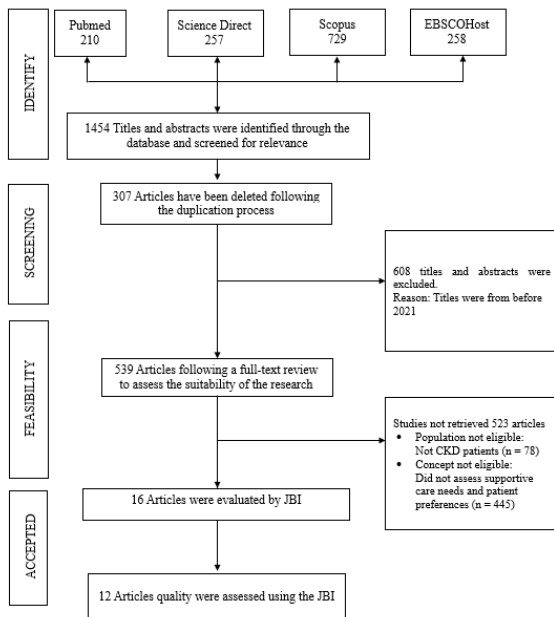 Pubmed
210
Science Direct
257
Scopus
729
EBSCOHost
258
IDENTIFY
1454 Titles and abstracts were identified through the
database and screened for relevance
307 Articles have been deleted following
the duplication process
SCREENING
608 titles and abstracts were
excluded.
Reason: Titles were from before
2021
539 Articles following a full-text review
to assess the suitability of the research
FEASIBILITY
Studies not retrieved 523 articles
• Population not eligible:
Not CKD patients (n = 78)
• Concept not eligible:
Did not assess supportive
care needs and patient
preferences (n = 445)
16 Articles were evaluated by JBI
ACCEPTED
12 Articles quality were assessed using the JBI